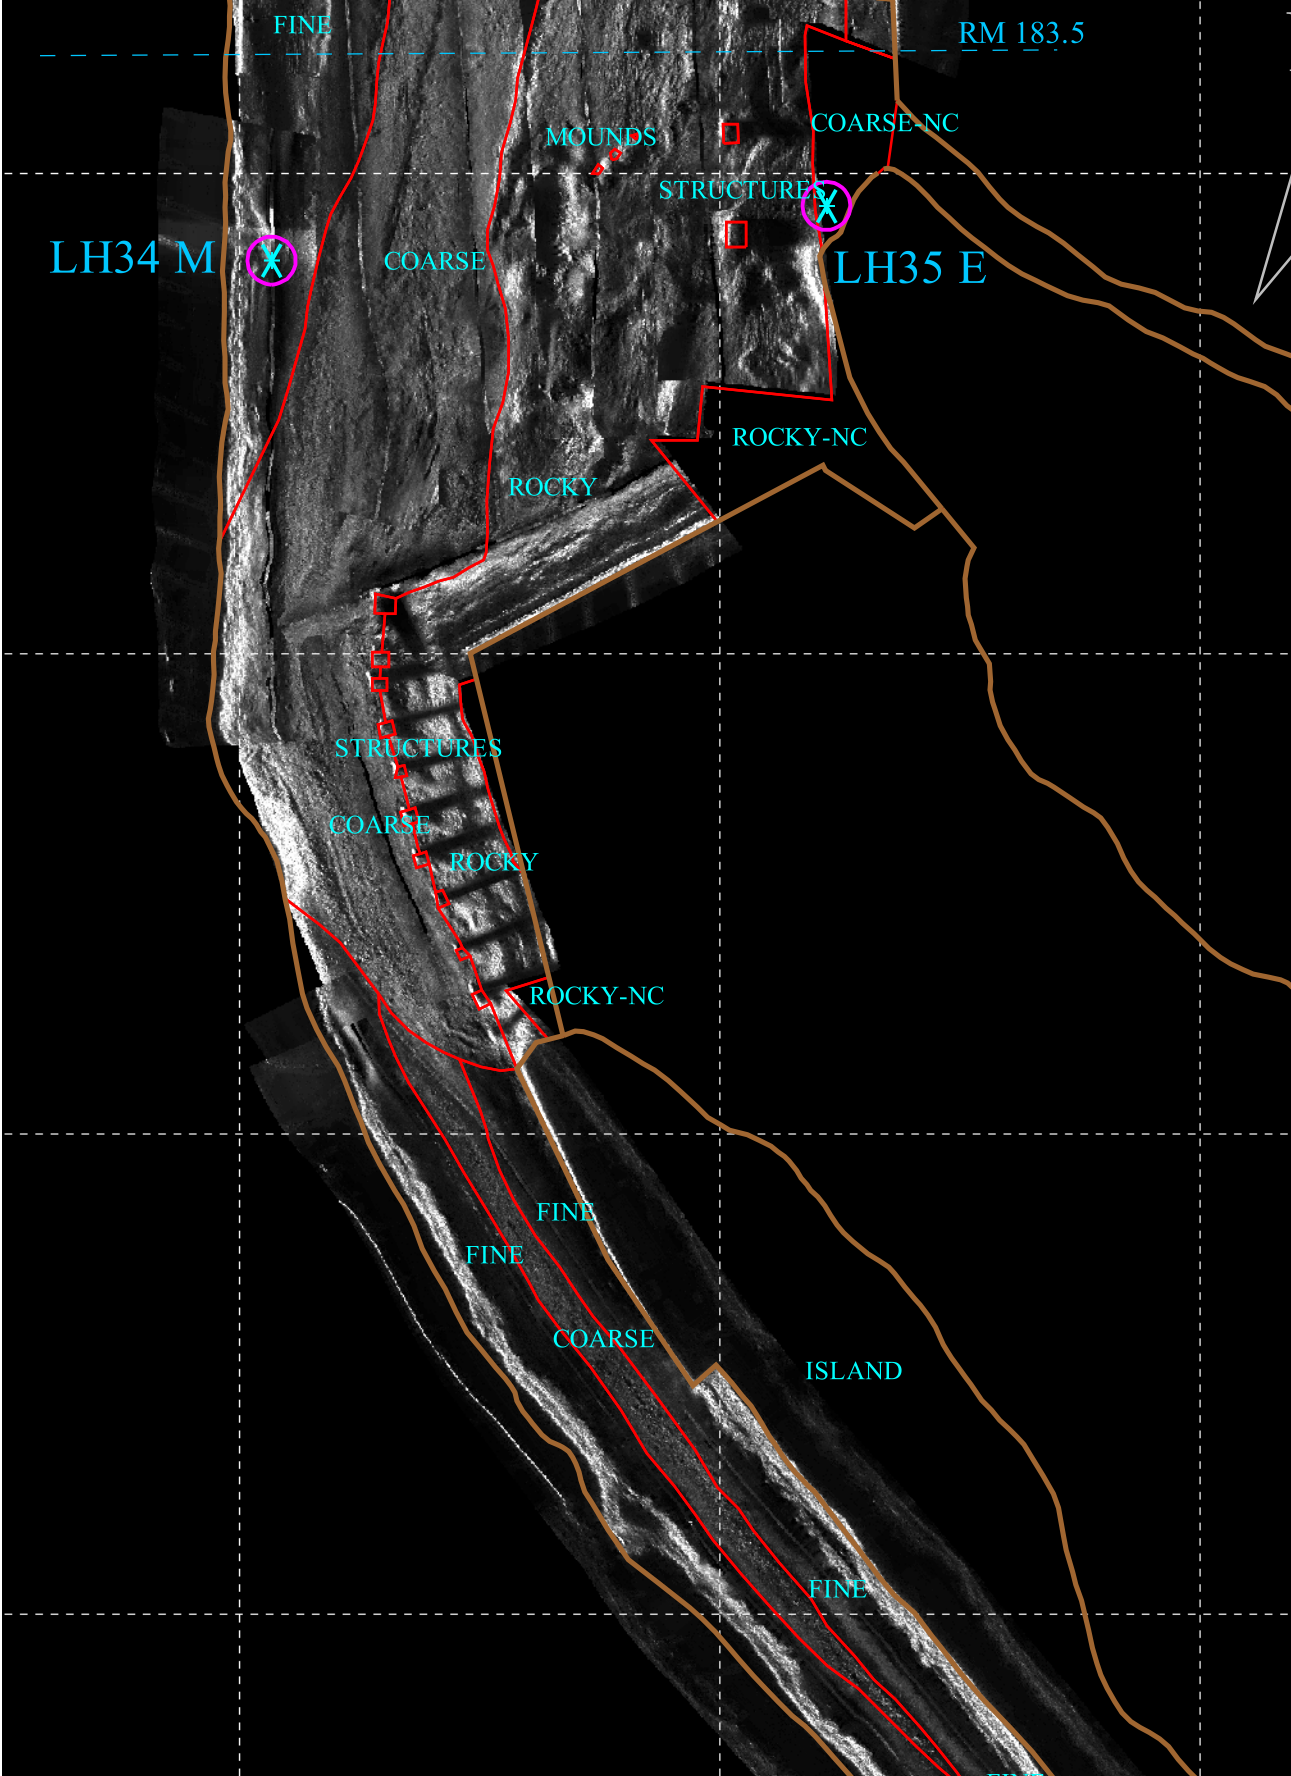 FINE
RM 183.5
COARSE-NC
MOUNDS
STRUCTURES
LH34 M
COARSE
LH35 E
ROCKY-NC
ROCKY
STRUCTURES
COARSE
ROCKY
ROCKY-NC
FINE
FINE
COARSE
ISLAND
FINE
FINE